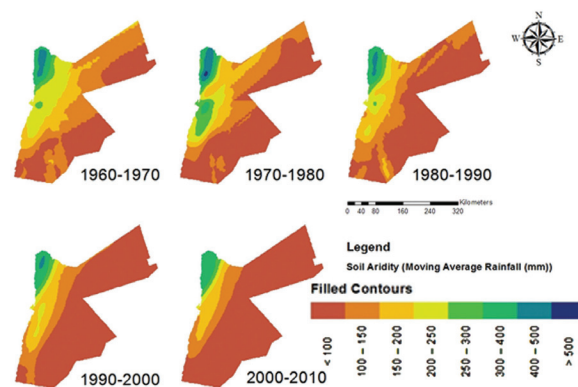 N
W E
S
1960-1970
1970-1980
1980-1990
Kilometers
0 40 80 160 240 320
Legend
Soil Aridity (Moving Average Rainfall (mm))
Filled Contours
< 100
100 – 150
150 – 200
200 – 250
250 – 300
300 – 400
400 – 500
> 500
1990-2000
2000-2010